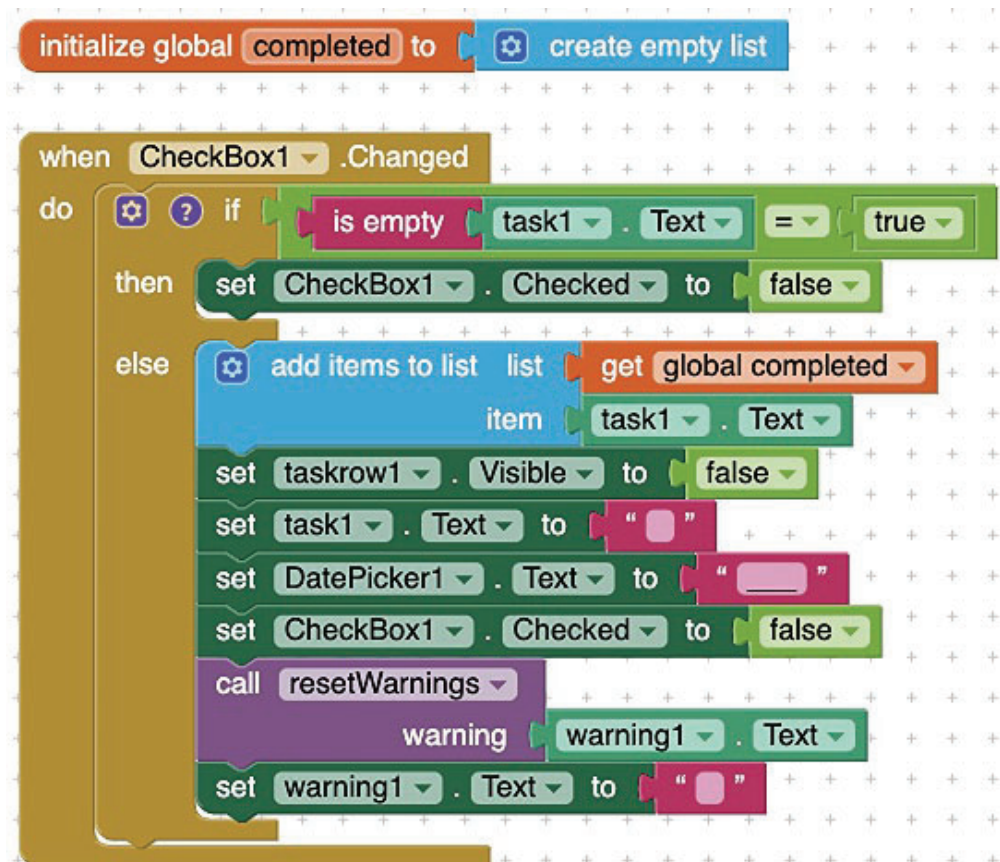 initialize global completed to create empty list
when CheckBox1 .Changed
do ? if is empty task1 . Text = true
then set CheckBox1 . Checked to false
else add items to list list get global completed
item task1 . Text
set taskrow1 . Visible to false
set task1 . Text to “ ”
set DatePicker1 . Text to “ ____ ”
set CheckBox1 . Checked to false
call resetWarnings
warning warning1 . Text
set warning1 . Text to “ ”